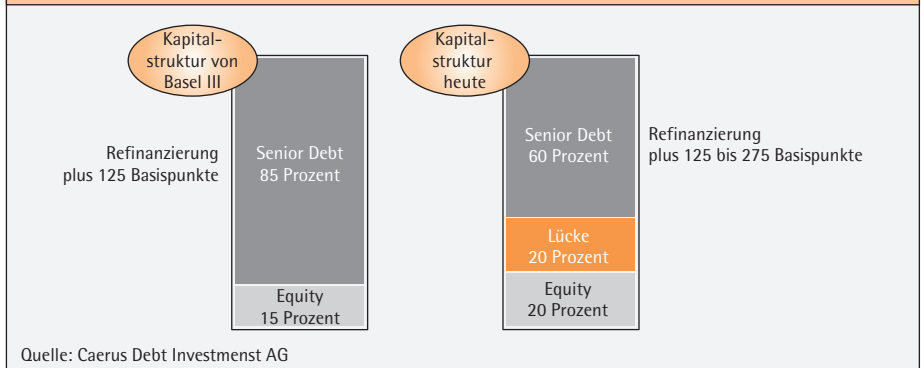 Kapital-
struktur von
Basel III
Refinanzierung
plus 125 Basispunkte
Senior Debt
85 Prozent
Equity
15 Prozent
Kapital-
struktur
heute
Senior Debt
60 Prozent
Refinanzierung
plus 125 bis 275 Basispunkte
Lücke
20 Prozent
Equity
20 Prozent
Quelle: Caerus Debt Investmenst AG